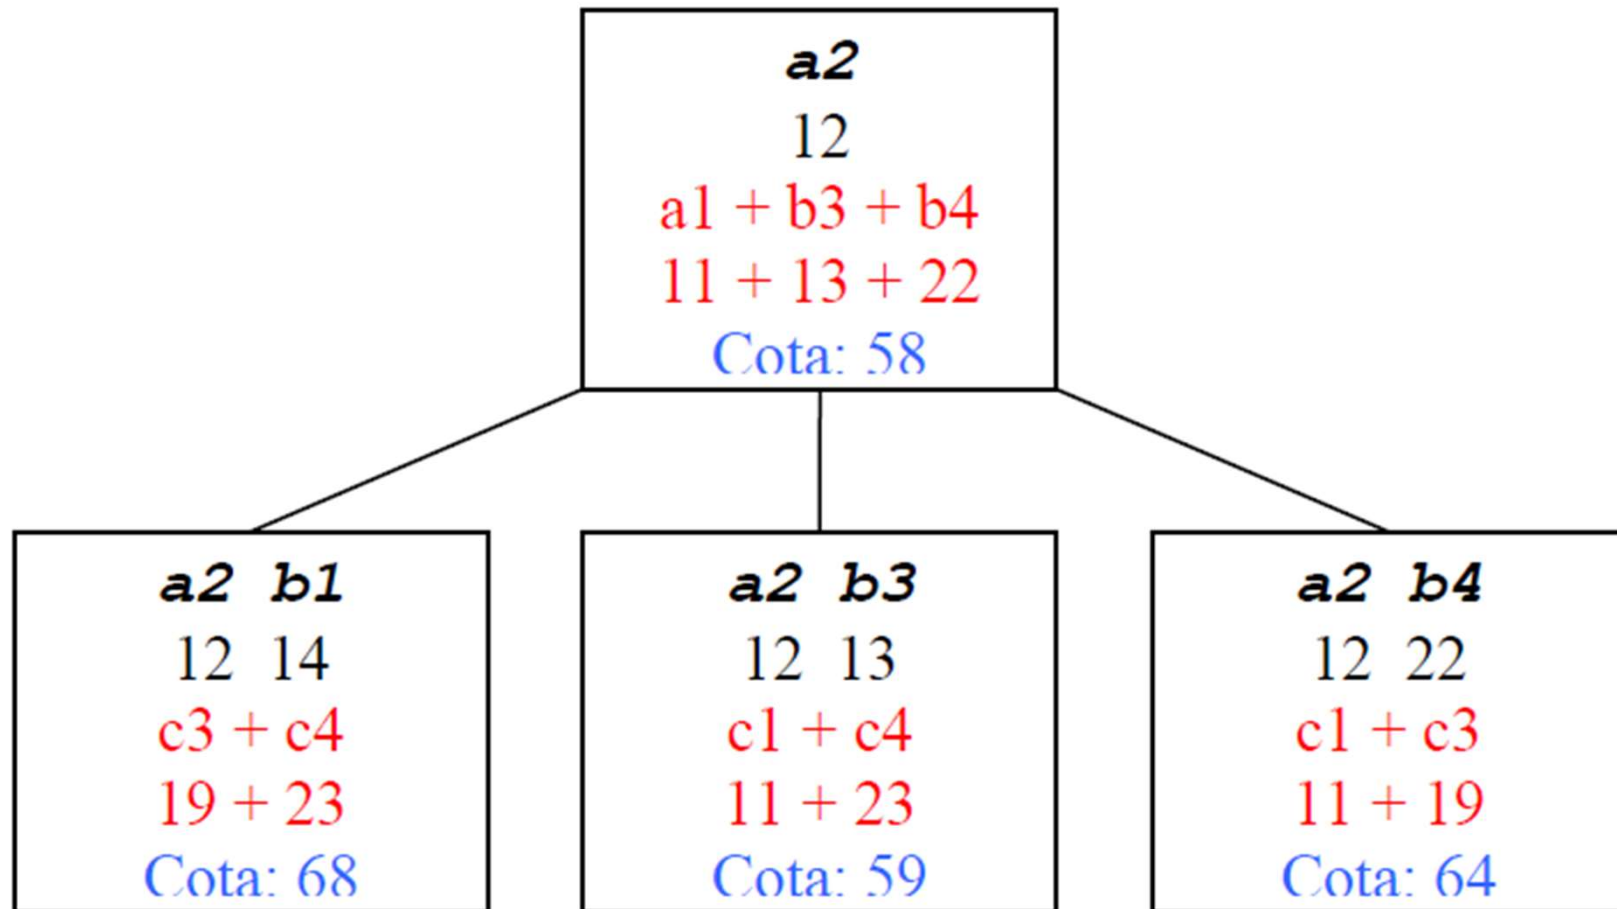 a2
12
a1 + b3 + b4
11 + 13 + 22
Cota: 58
a2 b1
12 14
c3 + c4
19 + 23
Cota: 68
a2 b3
12 13
c1 + c4
11 + 23
Cota: 59
a2 b4
12 22
c1 + c3
11 + 19
Cota: 64